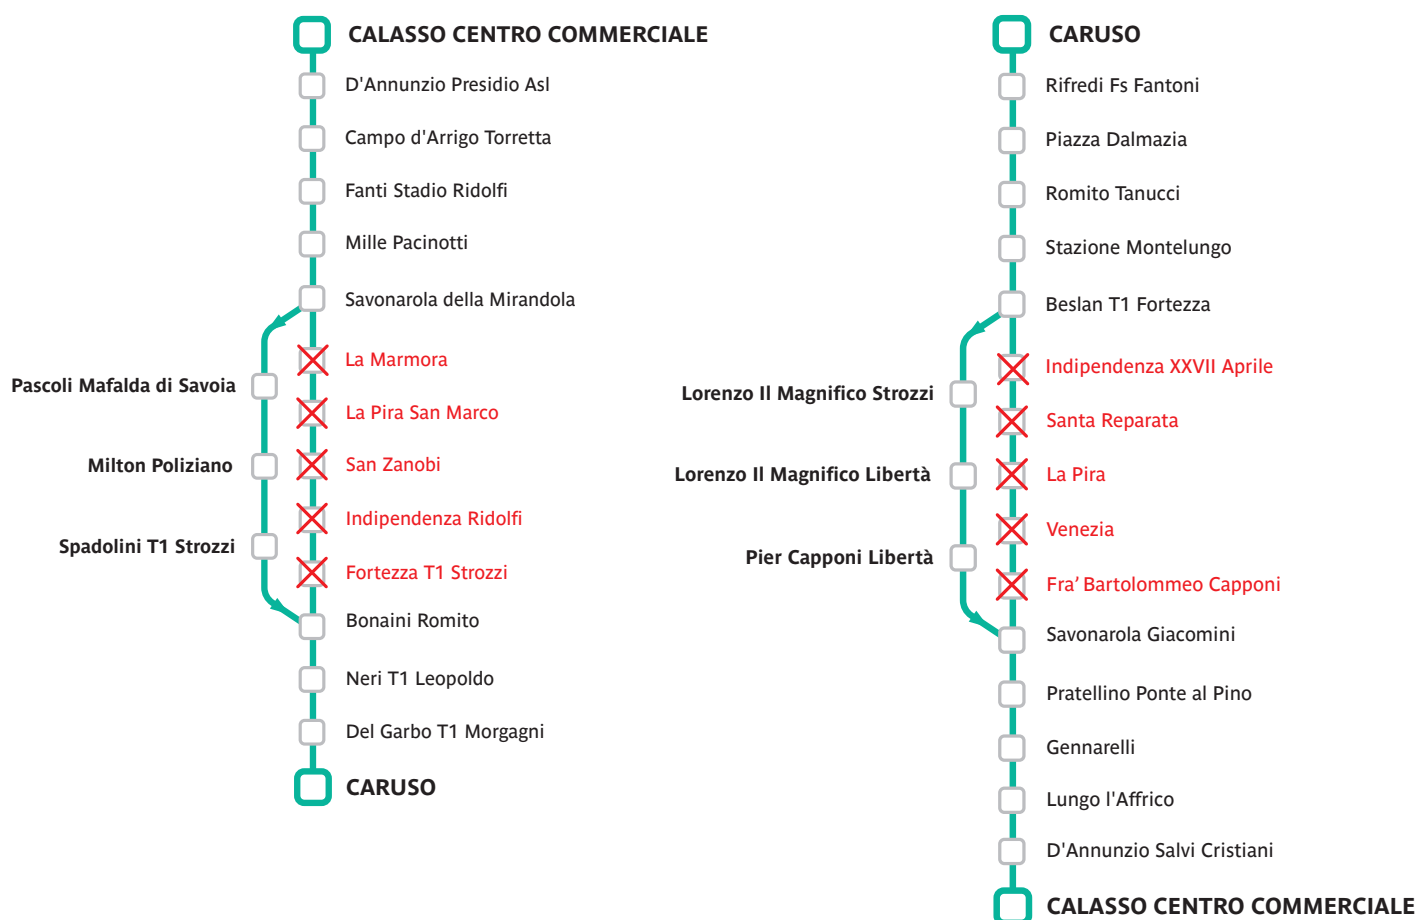 CALASSO CENTRO COMMERCIALE
D'Annunzio Presidio Asl
Campo d'Arrigo Torretta
Fanti Stadio Ridolfi
Mille Pacinotti
Savonarola della Mirandola
La Marmora
Pascoli Mafalda di Savoia
La Pira San Marco
Milton Poliziano
San Zanobi
Indipendenza Ridolfi
Spadolini T1 Strozzi
Fortezza T1 Strozzi
Bonaini Romito
Neri T1 Leopoldo
Del Garbo T1 Morgagni
CARUSO
CARUSO
Rifredi Fs Fantoni
Piazza Dalmazia
Romito Tanucci
Stazione Montelungo
Beslan T1 Fortezza
Indipendenza XXVII Aprile
Lorenzo Il Magnifico Strozzi
Santa Reparata
Lorenzo Il Magnifico Libertà
La Pira
Venezia
Pier Capponi Libertà
Fra’ Bartolommeo Capponi
Savonarola Giacomini
Pratellino Ponte al Pino
Gennarelli
Lungo l'Affrico
D'Annunzio Salvi Cristiani
CALASSO CENTRO COMMERCIALE